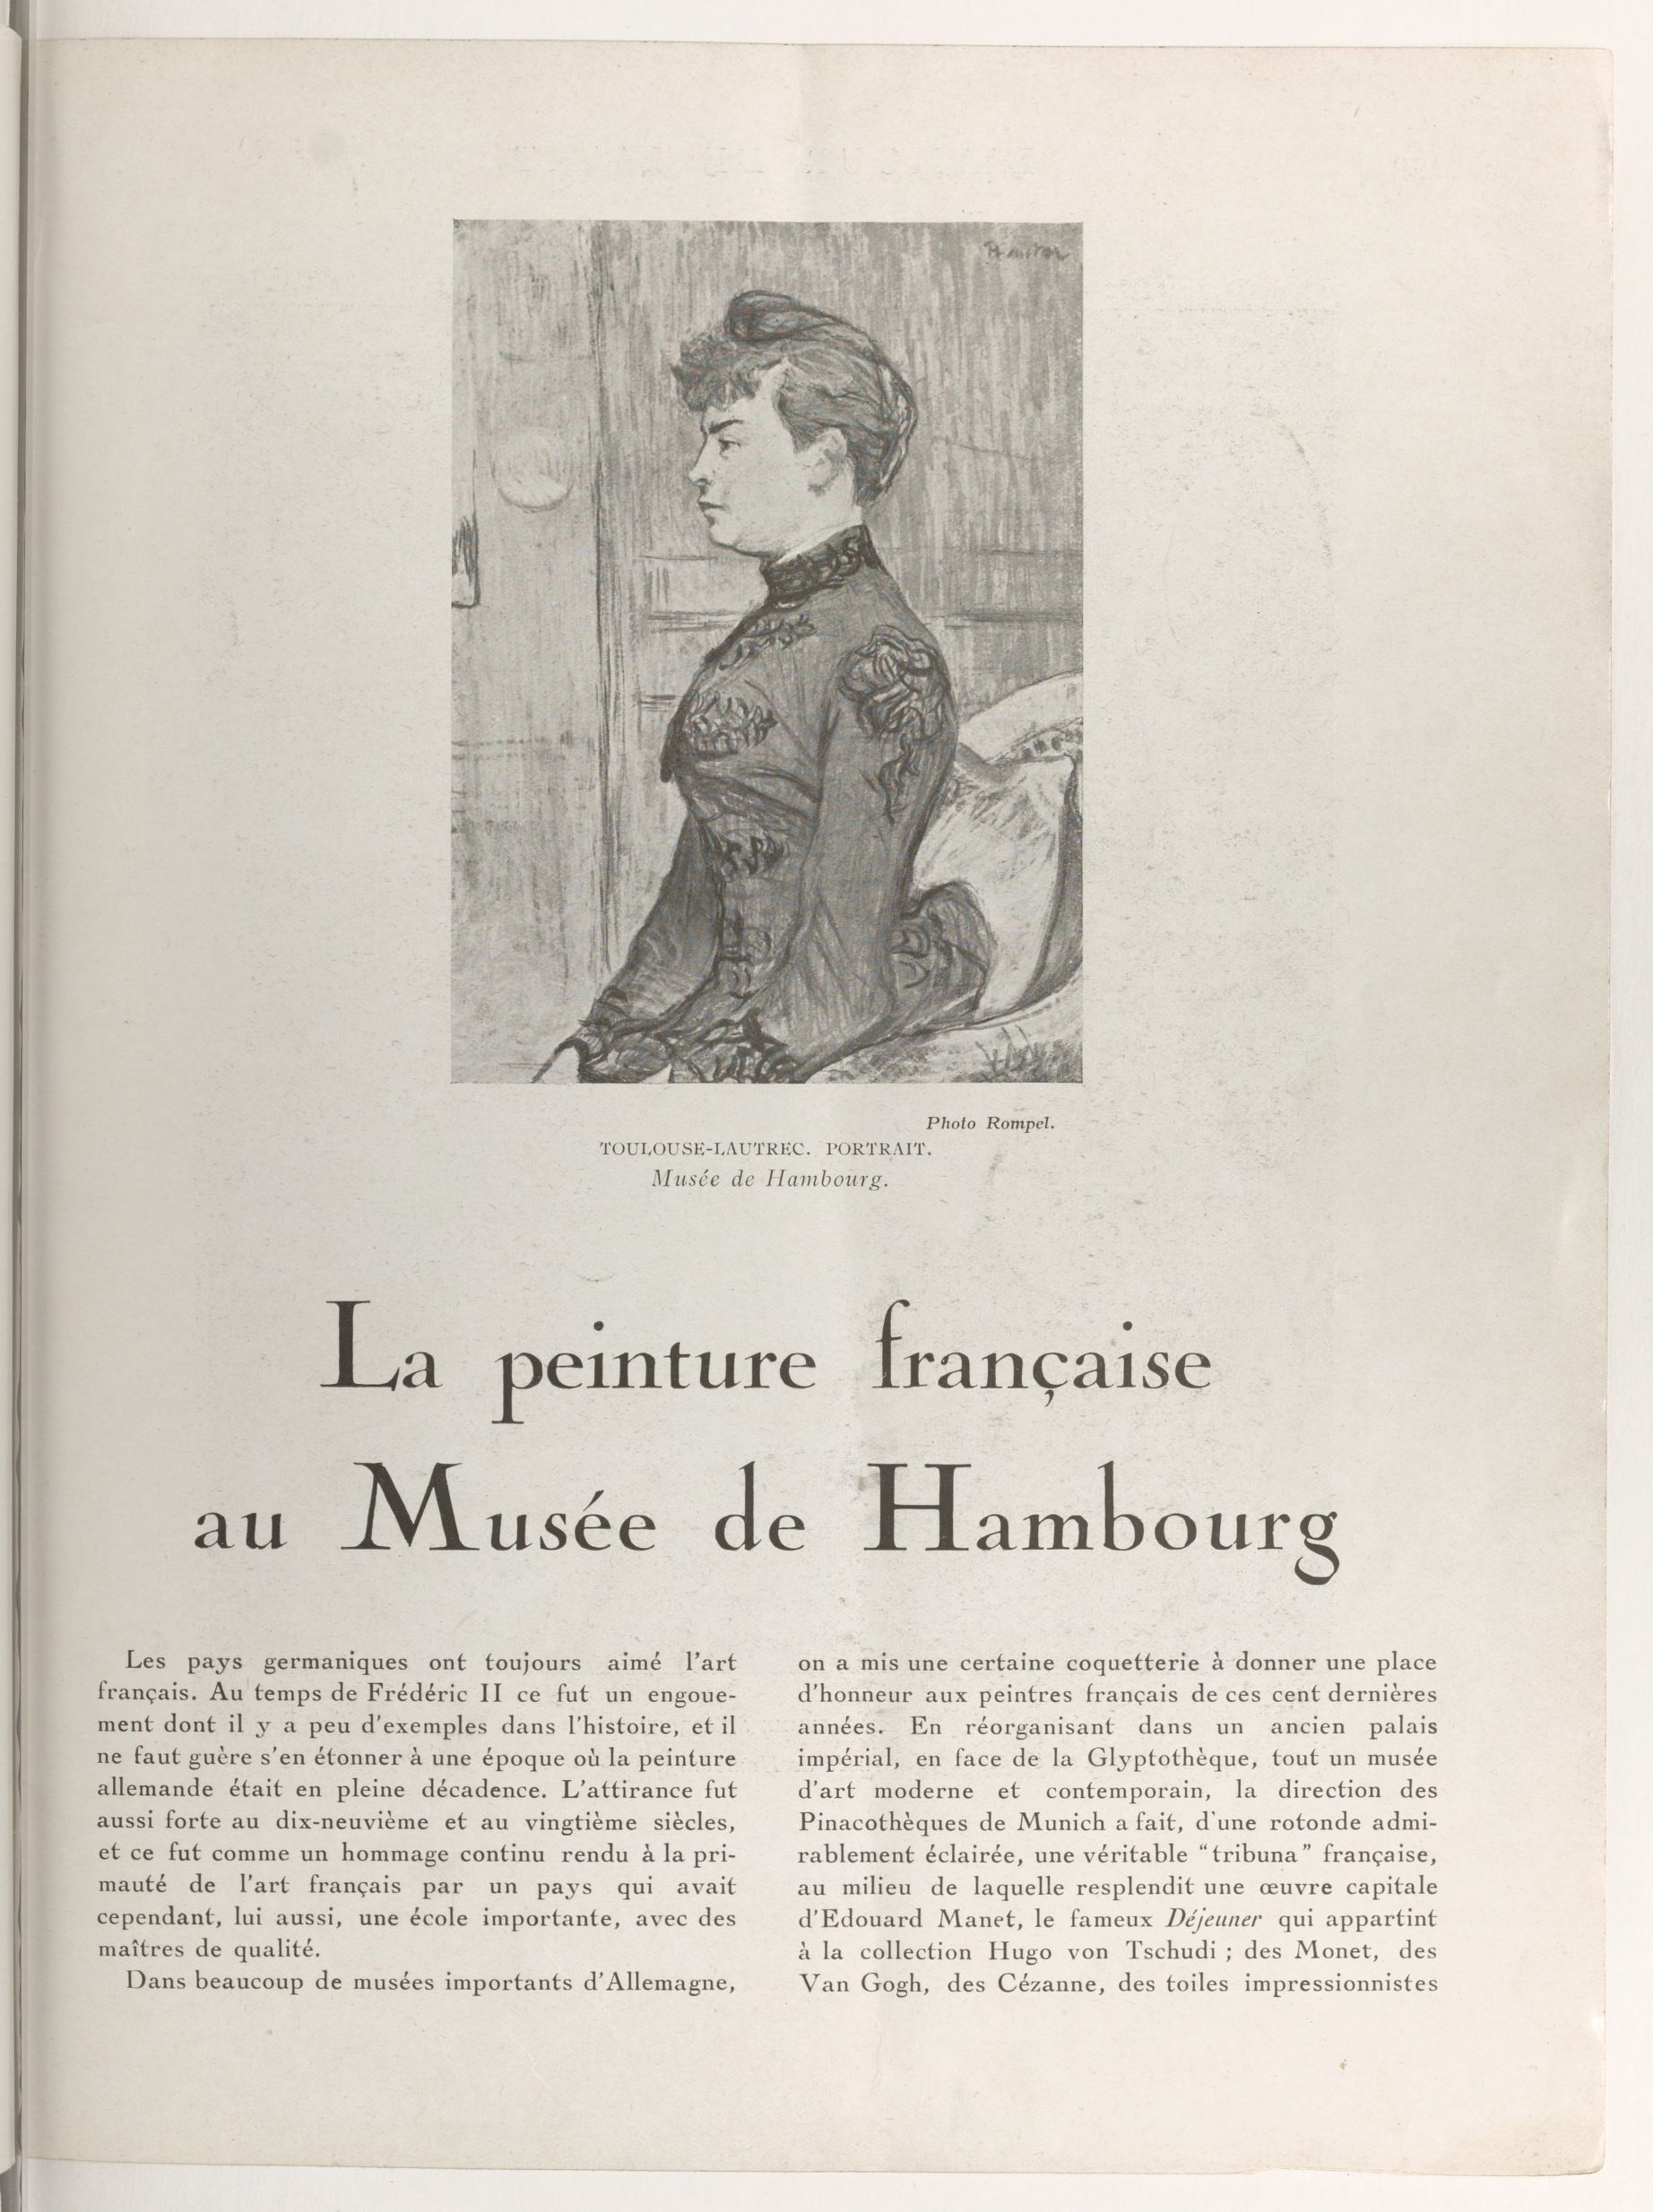 Photo Rompel.
TOULOUSE-LAUTREC. PORTRAIT.
Musée de Hambourg.
La peinture française
au Musée de Hambourg
Les pays germaniques ont toujours aimé l'art
français. Au temps de Frédéric II ce fut un engoue-
ment dont il y a peu d'exemples dans l'histoire, et il
ne faut guère s'en étonner à une époque où la peinture
allemande était en pleine décadence. L'attirance fut
aussi forte au dix-neuvième et au vingtième siècles,
et ce fut comme un hommage continu rendu à la pri-
mauté de l'art français par un pays qui avait
cependant, lui aussi, une école importante, avec des
maîtres de qualité.
Dans beaucoup de musées importants d'Allemagne,
on a mis une certaine coquetterie à donner une place
d'honneur aux peintres français de ces cent dernières
années. En réorganisant dans un ancien palais
impérial, en face de la Glyptothèque, tout un musée
d'art moderne et contemporain, la direction des
Pinacothèques de Munich a fait, d'une rotonde admi-
rablement éclairée, une véritable “tribuna” française,
au milieu de laquelle resplendit une œuvre capitale
d'Edouard Manet, le fameux Déjeuner qui appartint
à la collection Hugo von Tschudi ; des Monet, des
Van Gogh, des Cézanne, des toiles impressionnistes